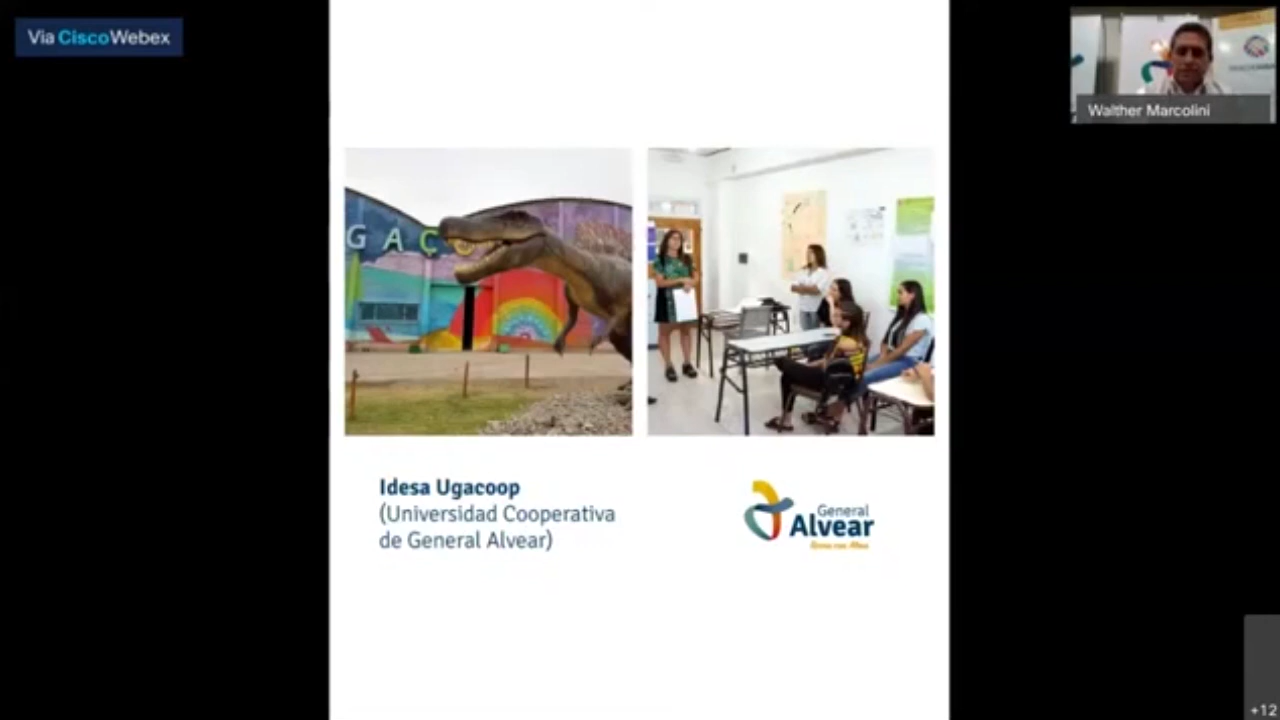 Via CiscoWebex
Walther Marcolini
GAC
Idesa Ugacoop
(Universidad Cooperativa
de General Alvear)
General
Alvear
+12